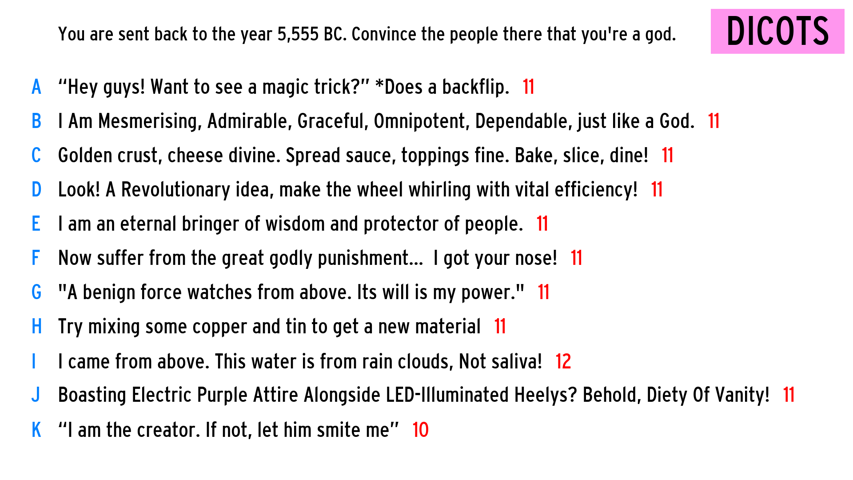 You are sent back to the year 5,555 BC. Convince the people there that you're a god.
DICOTS
A “Hey guys! Want to see a magic trick?” *Does a backflip. 11
B I Am Mesmerising, Admirable, Graceful, Omnipotent, Dependable, just like a God. 11
C Golden crust, cheese divine. Spread sauce, toppings fine. Bake, slice, dine! 11
D Look! A Revolutionary idea, make the wheel whirling with vital efficiency! 11
E I am an eternal bringer of wisdom and protector of people. 11
F Now suffer from the great godly punishment... I got your nose! 11
G "A benign force watches from above. Its will is my power." 11
H Try mixing some copper and tin to get a new material 11
I I came from above. This water is from rain clouds, Not saliva! 12
J Boasting Electric Purple Attire Alongside LED-Illuminated Heelys? Behold, Diety Of Vanity! 11
K “I am the creator. If not, let him smite me” 10